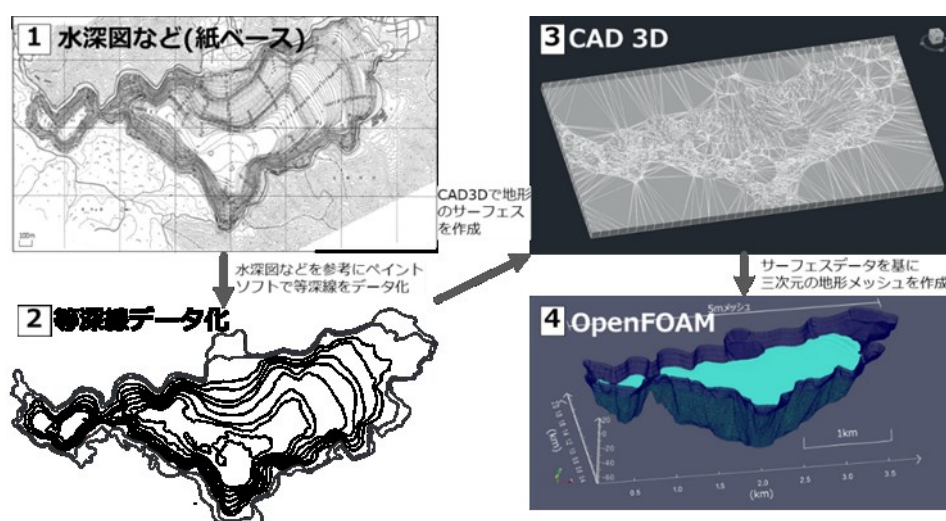 1 水深図など(紙ベース)
100m
水深図などを参考にペイント
ソフトで等深線をデータ化
2 等深線データ化
CAD3Dで地形
のサーフェス
を作成
3 CAD 3D
サーフェスデータを基に
三次元の地形メッシュを作成
4 OpenFOAM
5mメッシュ
(km)
20
0
-20
-40
-60
1km
0.5
1.0
1.5
2.0
2.5
3.0
3.5
(km)